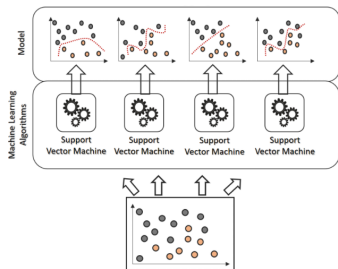 Model
Machine Learning
Algorithms
Support
Vector Machine
Support
Vector Machine
Support
Vector Machine
Support
Vector Machine